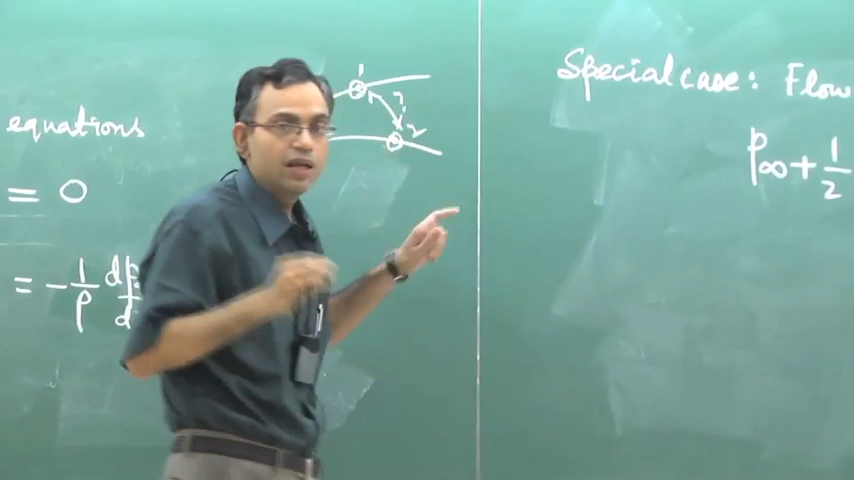 equations
= 0
= - 1/ρ dp/d
1
?
2
Special case: Flow
p∞ + 1/2